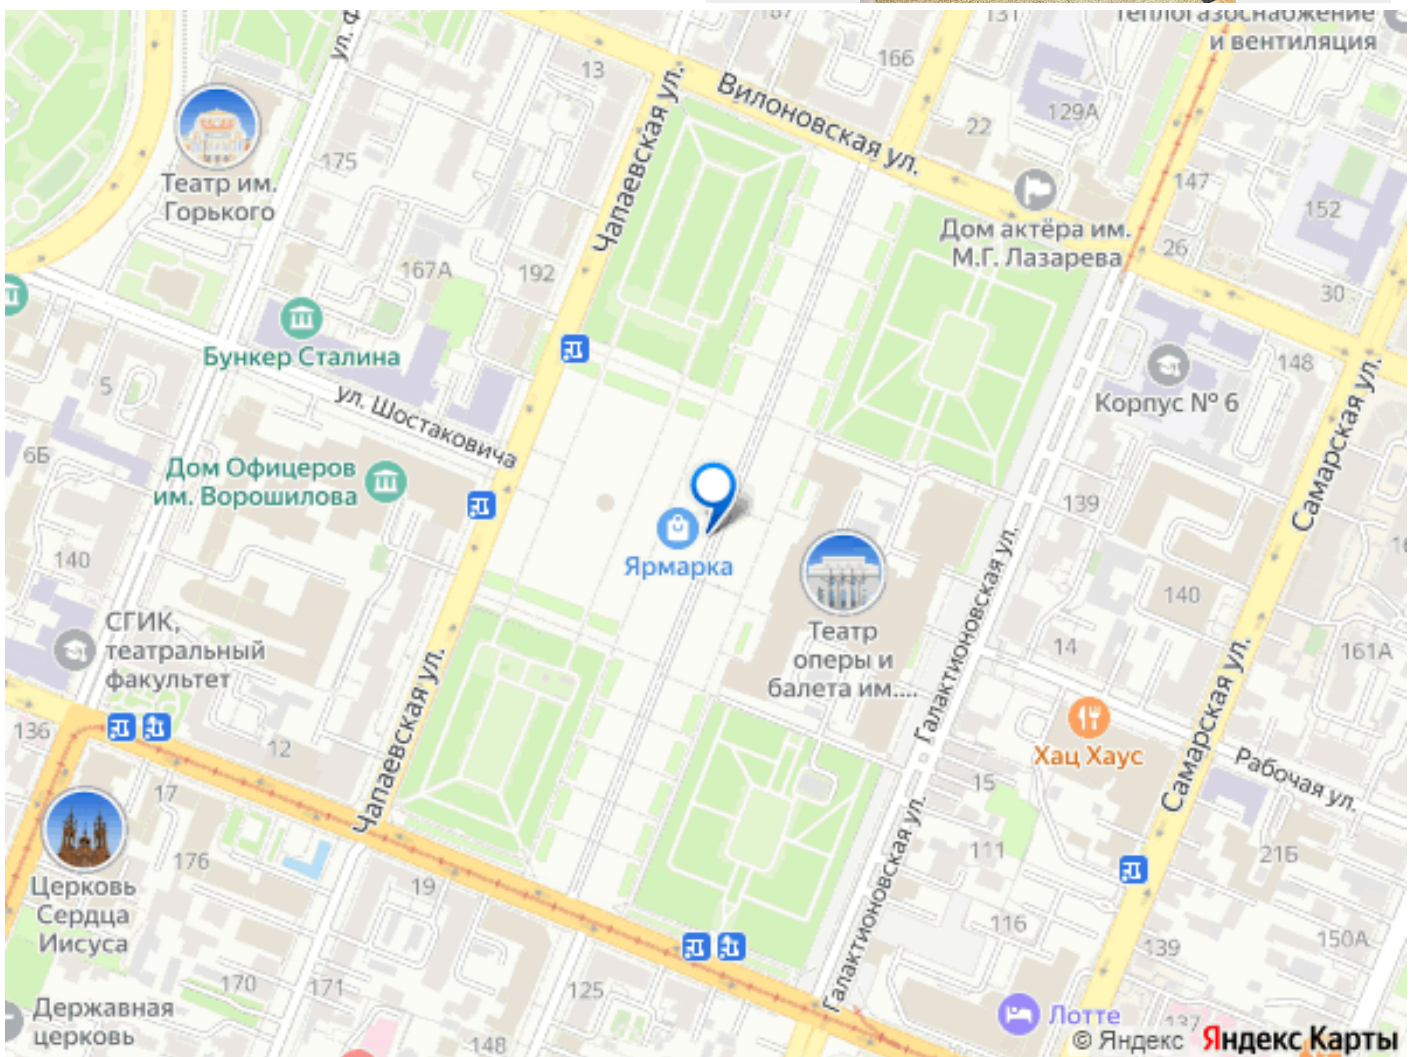 теплогазоснабжение
и вентиляция
131
187
166
ул. Ф
13
Вилоновская ул.
129А
22
Чапаевская ул.
175
Театр им.
Горького
147
152
Дом актёра им.
М.Г. Лазарева
26
167А
192
30
Бункер Сталина
148
5
Корпус № 6
ул. Шостаковича
Самарская ул.
6Б
Дом Офицеров
им. Ворошилова
139
Ярмарка
140
140
Галактионовская ул.
СГИК,
театральный
факультет
Театр
оперы и
балета им....
14
161А
Чапаевская ул.
136
12
Хац Хаус
Самарская ул.
Рабочая ул.
15
17
176
111
21Б
Галактионовская ул.
19
Церковь
Сердца
Иисуса
116
139
150А
170
171
125
Державная
церковь
Лотте
137
148
© Яндекс Яндекс Карты